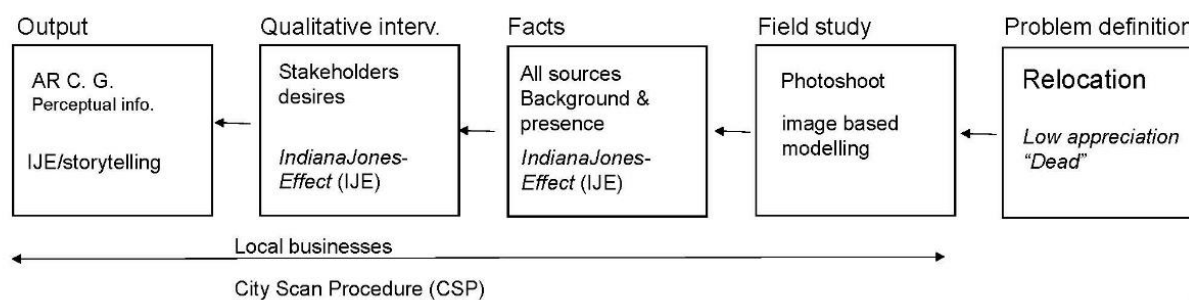 Output
AR C. G.
Perceptual info.
IJE/storytelling
Qualitative interv.
Stakeholders
desires
IndianaJones-
Effect (IJE)
Facts
All sources
Background &
presence
IndianaJones-
Effect (IJE)
Field study
Photoshoot
image based
modelling
Problem definition
Relocation
Low appreciation
“Dead”
Local businesses
City Scan Procedure (CSP)